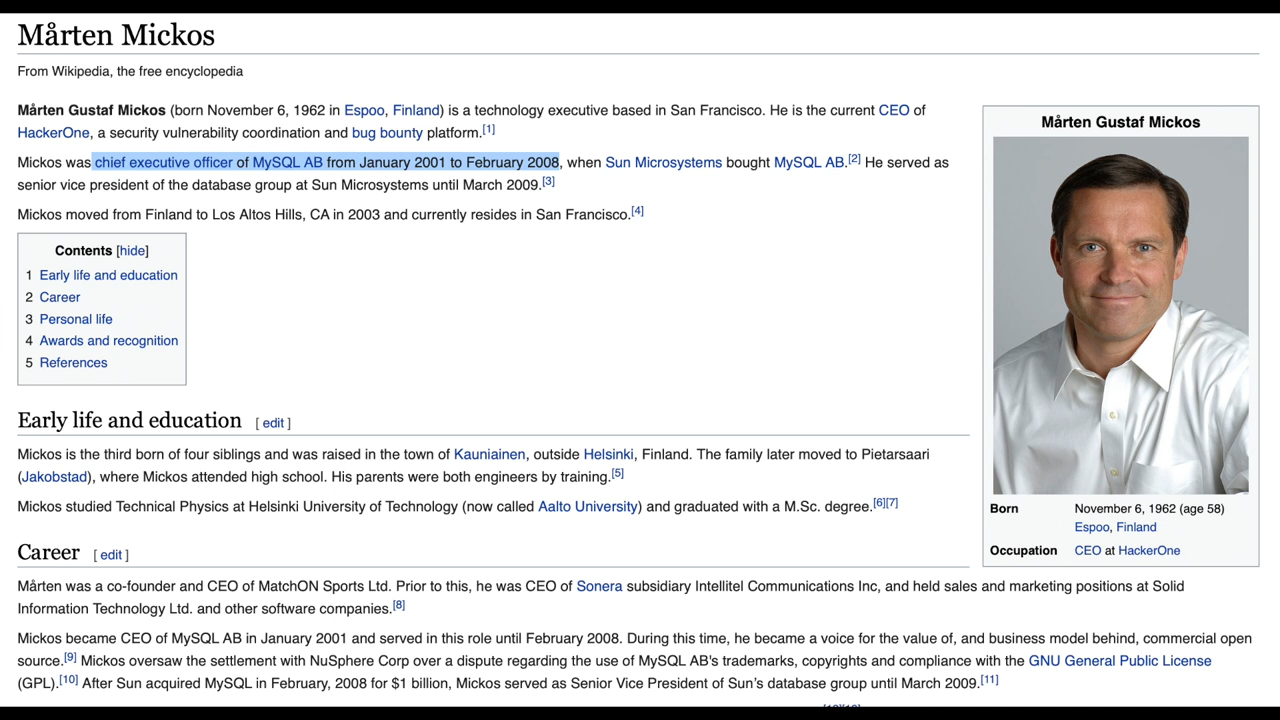 Mårten Mickos
From Wikipedia, the free encyclopedia
Mårten Gustaf Mickos (born November 6, 1962 in Espoo, Finland) is a technology executive based in San Francisco. He is the current CEO of
HackerOne, a security vulnerability coordination and bug bounty platform.[1]
Mickos was chief executive officer of MySQL AB from January 2001 to February 2008, when Sun Microsystems bought MySQL AB.[2] He served as
senior vice president of the database group at Sun Microsystems until March 2009.[3]
Mickos moved from Finland to Los Altos Hills, CA in 2003 and currently resides in San Francisco.[4]
Contents [hide]
1 Early life and education
2 Career
3 Personal life
4 Awards and recognition
5 References
Mårten Gustaf Mickos
Born November 6, 1962 (age 58)
Espoo, Finland
Occupation CEO at HackerOne
Early life and education [ edit ]
Mickos is the third born of four siblings and was raised in the town of Kauniainen, outside Helsinki, Finland. The family later moved to Pietarsaari
(Jakobstad), where Mickos attended high school. His parents were both engineers by training.[5]
Mickos studied Technical Physics at Helsinki University of Technology (now called Aalto University) and graduated with a M.Sc. degree.[6][7]
Career [ edit ]
Mårten was a co-founder and CEO of MatchON Sports Ltd. Prior to this, he was CEO of Sonera subsidiary Intellitel Communications Inc, and held sales and marketing positions at Solid
Information Technology Ltd. and other software companies.[8]
Mickos became CEO of MySQL AB in January 2001 and served in this role until February 2008. During this time, he became a voice for the value of, and business model behind, commercial open
source.[9] Mickos oversaw the settlement with NuSphere Corp over a dispute regarding the use of MySQL AB's trademarks, copyrights and compliance with the GNU General Public License
(GPL).[10] After Sun acquired MySQL in February, 2008 for $1 billion, Mickos served as Senior Vice President of Sun's database group until March 2009.[11]